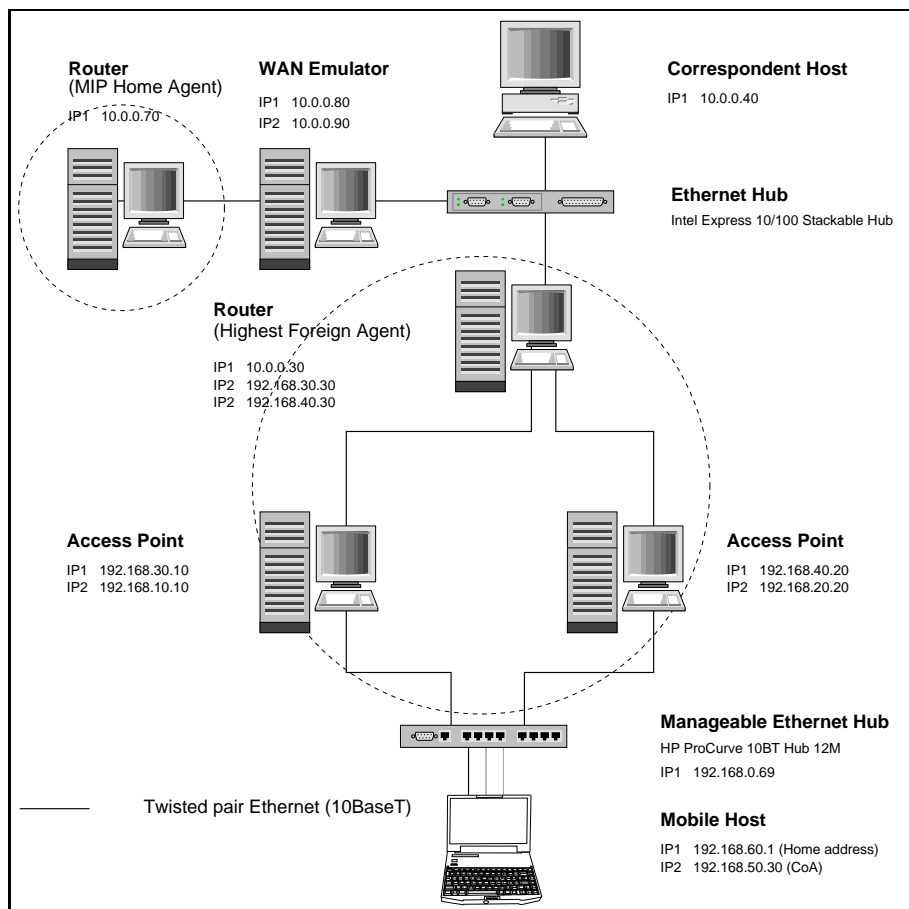 Router
(MIP Home Agent)
IP1 10.0.0.70
WAN Emulator
IP1 10.0.0.80
IP2 10.0.0.90
Correspondent Host
IP1 10.0.0.40
Ethernet Hub
Intel Express 10/100 Stackable Hub
Router
(Highest Foreign Agent)
IP1 10.0.0.30
IP2 192.168.30.30
IP2 192.168.40.30
Access Point
IP1 192.168.30.10
IP2 192.168.10.10
Access Point
IP1 192.168.40.20
IP2 192.168.20.20
Manageable Ethernet Hub
HP ProCurve 10BT Hub 12M
IP1 192.168.0.69
Twisted pair Ethernet (10BaseT)
Mobile Host
IP1 192.168.60.1 (Home address)
IP2 192.168.50.30 (CoA)